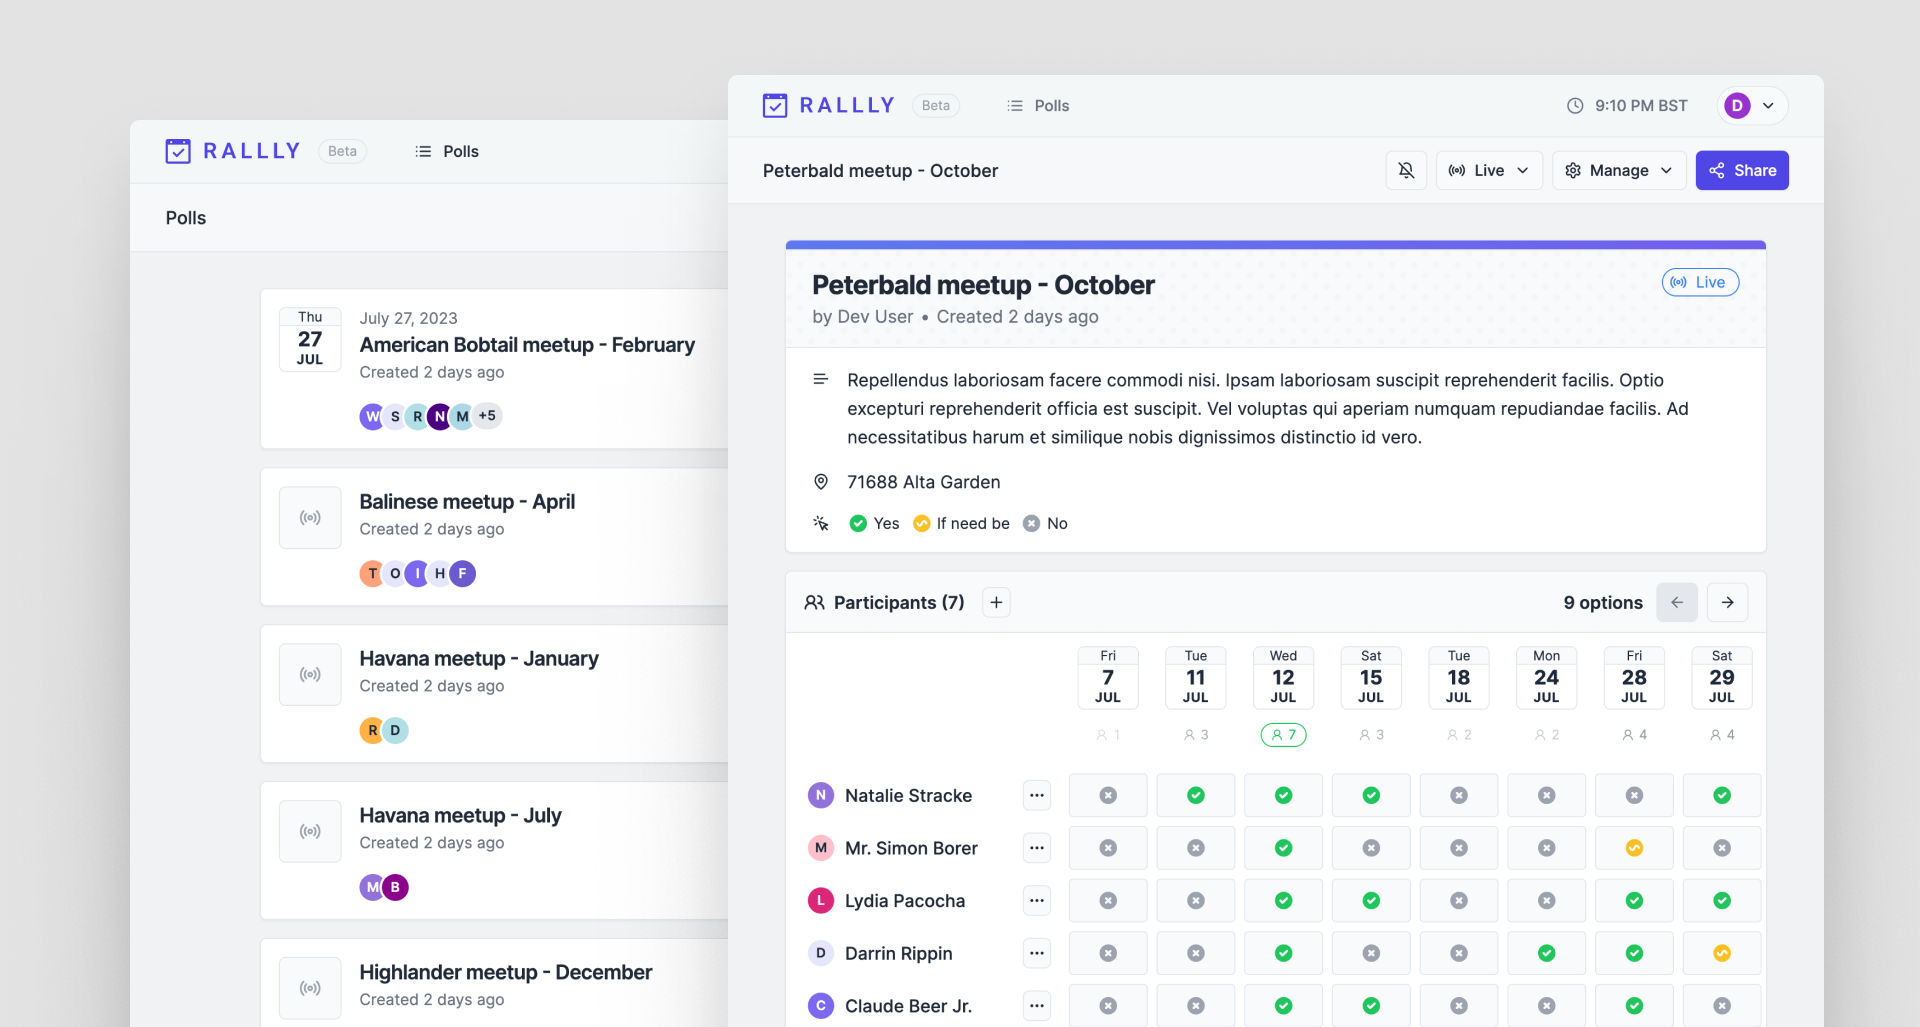 RALLLY Beta Polls
Polls
Thu
27
JUL
July 27, 2023
American Bobtail meetup - February
Created 2 days ago
W S R N M +5
Balinese meetup - April
Created 2 days ago
T O I H F
Havana meetup - January
Created 2 days ago
R D
Havana meetup - July
Created 2 days ago
M B
Highlander meetup - December
Created 2 days ago
RALLLY Beta Polls 9:10 PM BST D
Peterbald meetup - October Live Manage Share
Peterbald meetup - October Live
by Dev User • Created 2 days ago
Repellendus laboriosam facere commodi nisi. Ipsam laboriosam suscipit reprehenderit facilis. Optio
excepturi reprehenderit officia est suscipit. Vel voluptas qui aperiam numquam repudiandae facilis. Ad
necessitatibus harum et similique nobis dignissimos distinctio id vero.
71688 Alta Garden
Yes If need be No
Participants (7) + 9 options
Fri Tue Wed Sat Tue Mon Fri Sat
7 11 12 15 18 24 28 29
JUL JUL JUL JUL JUL JUL JUL JUL
1 3 7 3 2 2 4 4
N Natalie Stracke
M Mr. Simon Borer
L Lydia Pacocha
D Darrin Rippin
C Claude Beer Jr.